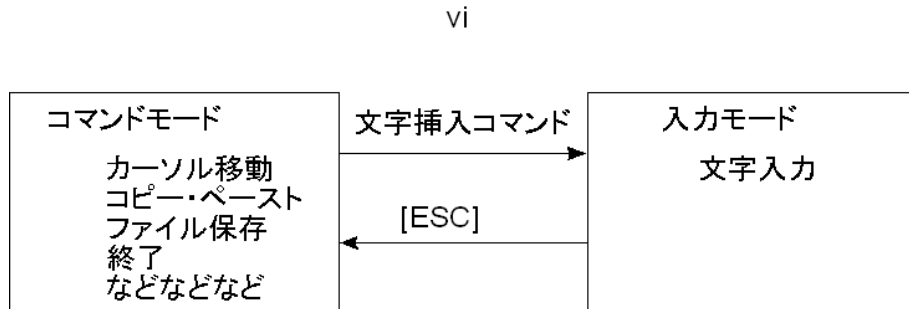 vi
コマンドモード
カーソル移動
コピー・ペースト
ファイル保存
終了
などなどなど
文字挿入コマンド
[ESC]
入力モード
文字入力